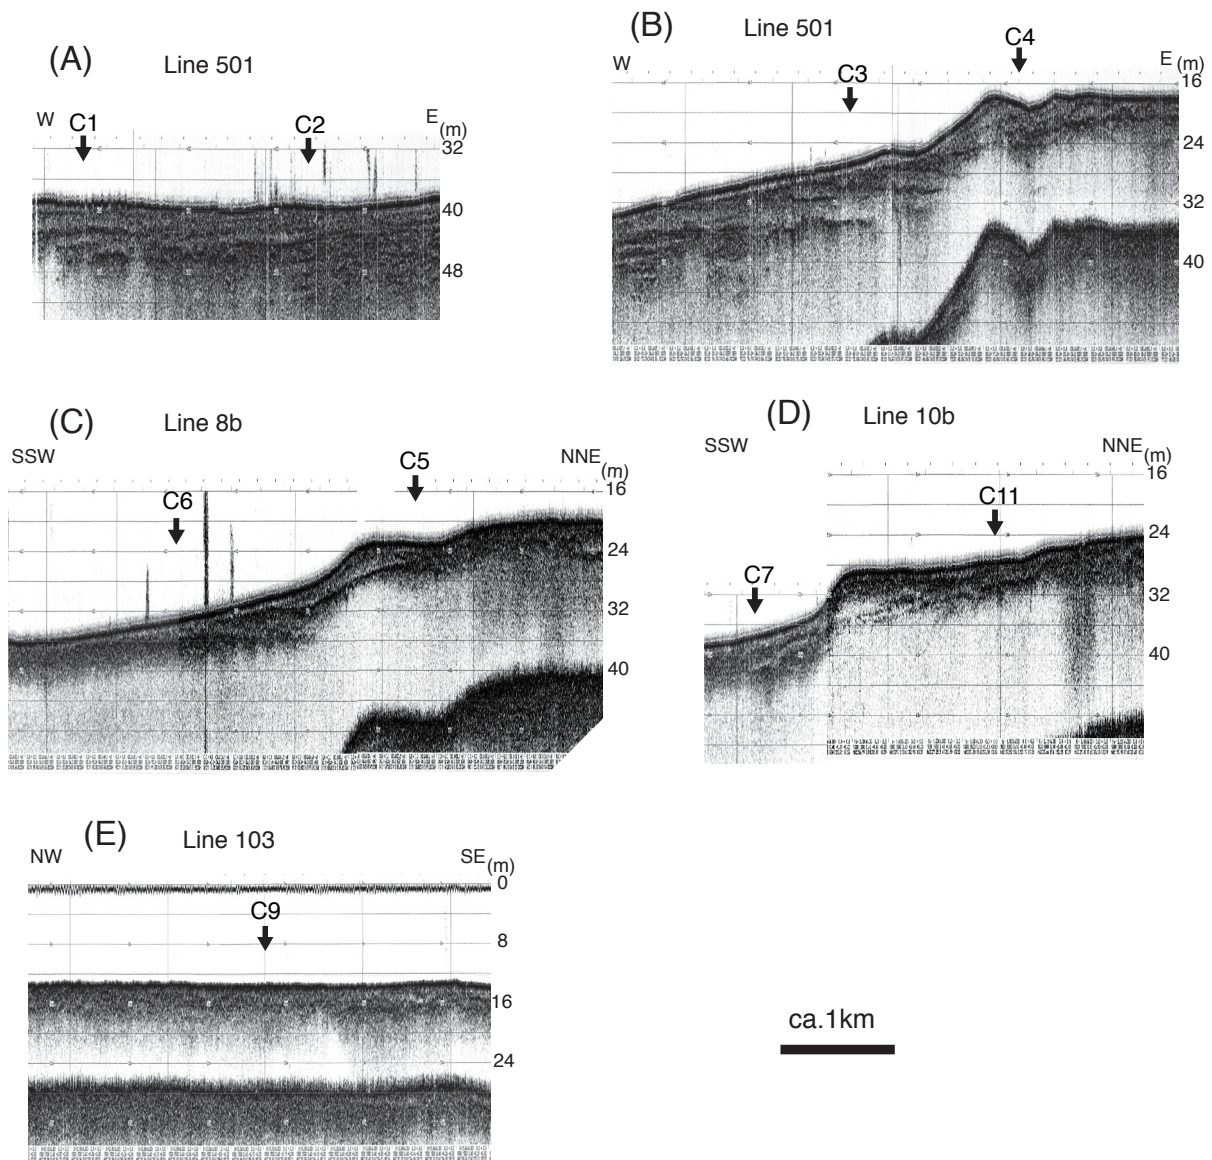 (A) Line 501
W C1 C2 E (m)
32
40
48
(B) Line 501
W C3 C4 E (m)
16
24
32
40
(C) Line 8b
SSW C6 C5 NNE (m)
16
24
32
40
(D) Line 10b
SSW NNE (m)
C7 C11
16
24
32
40
(E) Line 103
NW SE (m)
C9
0
8
16
24
ca.1km